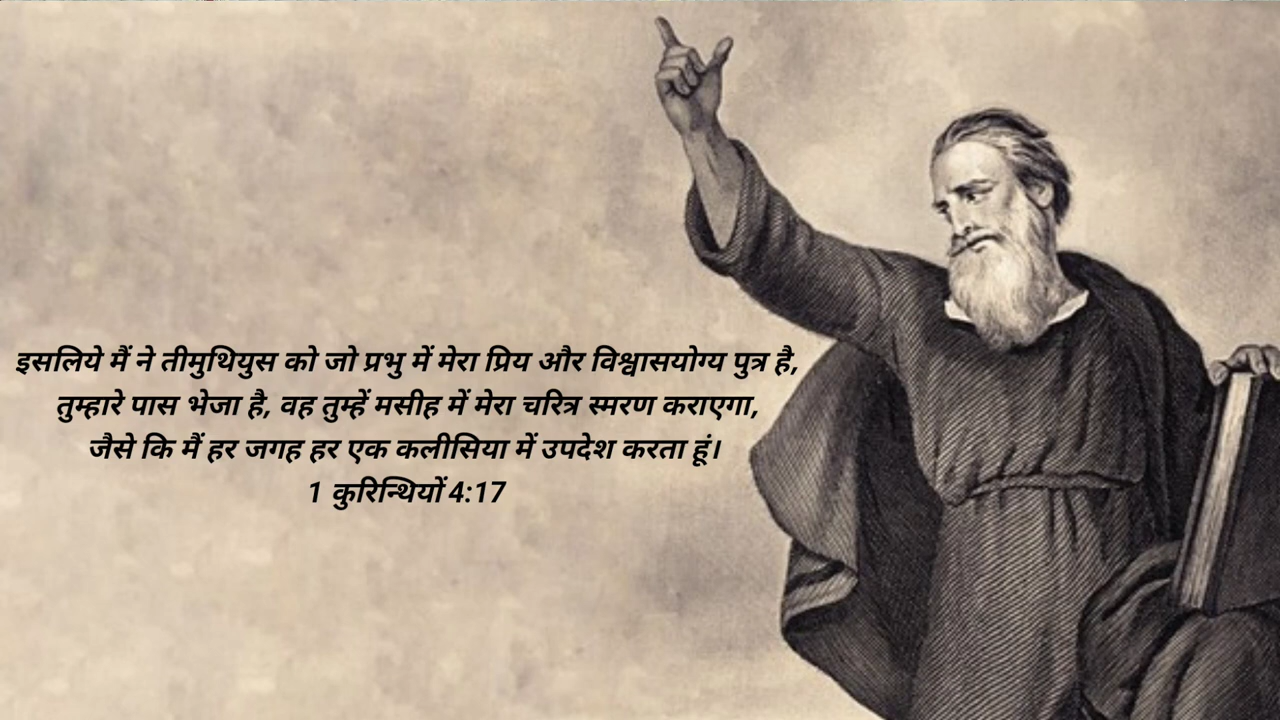 इसलिये मैं ने तीमुथियुस को जो प्रभु में मेरा प्रिय और विश्वासयोग्य पुत्र है,
तुम्हारे पास भेजा है, वह तुम्हें मसीह में मेरा चरित्र स्मरण कराएगा,
जैसे कि मैं हर जगह हर एक कलीसिया में उपदेश करता हूं।
1 कुरिन्थियों 4:17